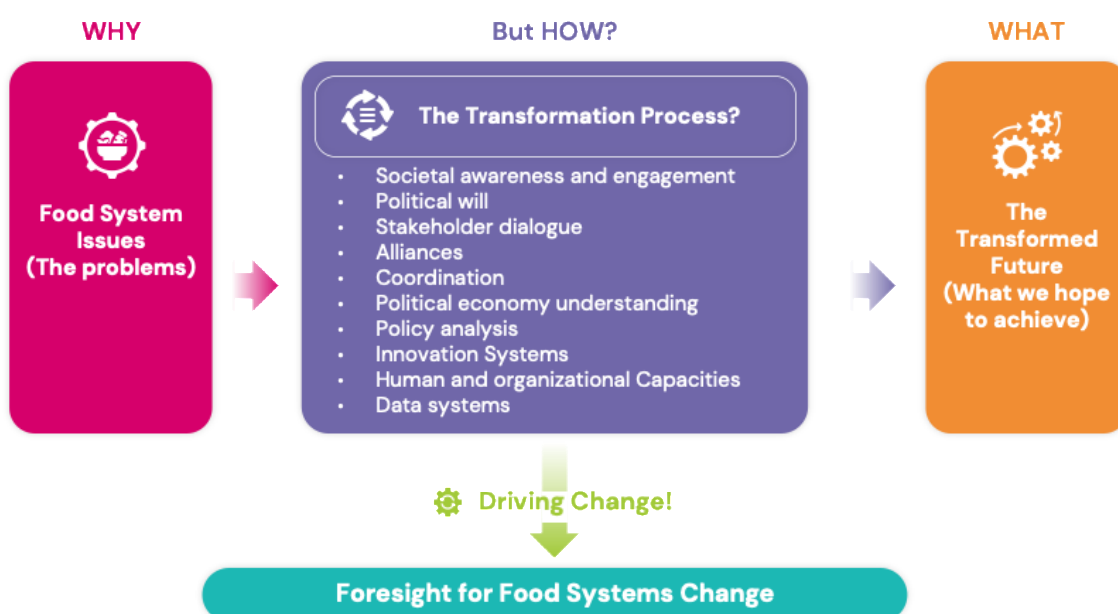 WHY
Food System
Issues
(The problems)
But HOW?
The Transformation Process?
• Societal awareness and engagement
• Political will
• Stakeholder dialogue
• Alliances
• Coordination
• Political economy understanding
• Policy analysis
• Innovation Systems
• Human and organizational Capacities
• Data systems
WHAT
The
Transformed
Future
(What we hope
to achieve)
Driving Change!
Foresight for Food Systems Change